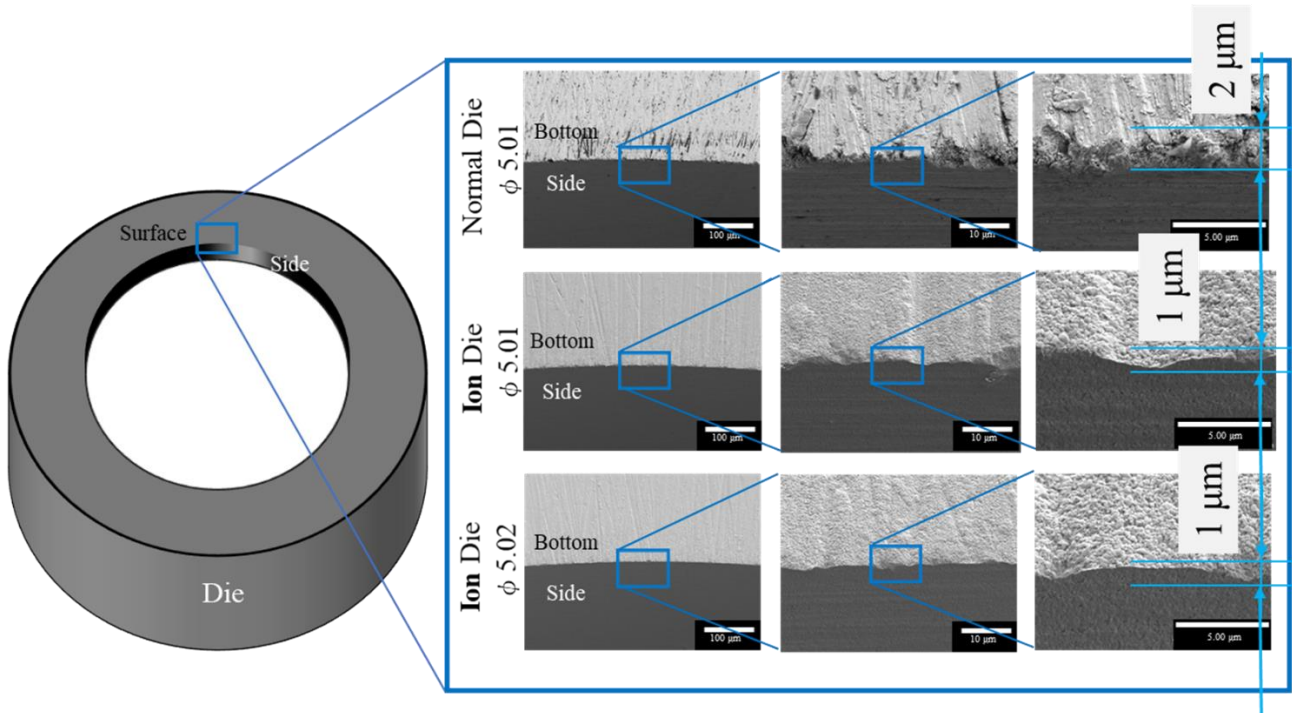 Surface
Side
Die
Normal Die
ϕ 5.01
Bottom
Side
100 µm
10 µm
5.00 µm
2 µm
Ion Die
ϕ 5.01
Bottom
Side
100 µm
10 µm
5.00 µm
1 µm
Ion Die
ϕ 5.02
Bottom
Side
100 µm
10 µm
5.00 µm
1 µm